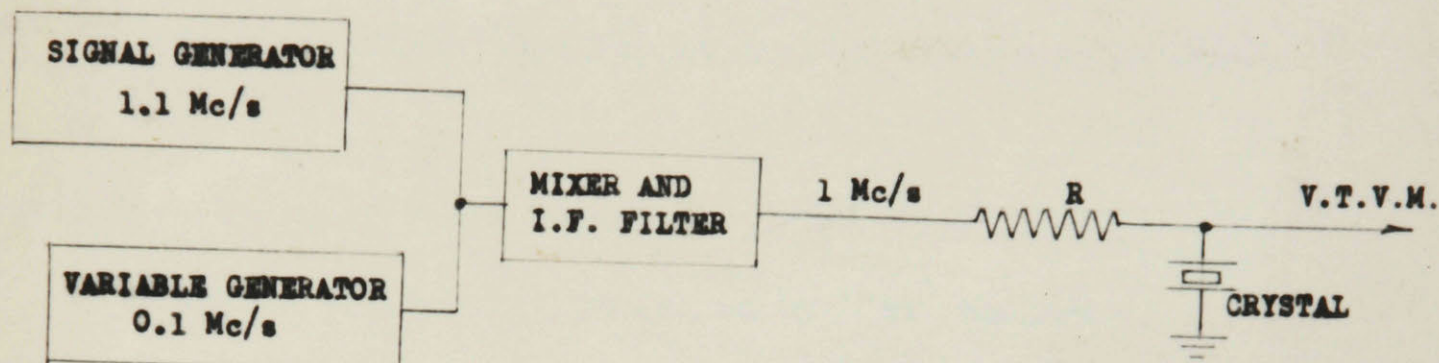 SIGNAL GENERATOR
1.1 Mc/s
VARIABLE GENERATOR
0.1 Mc/s
MIXER AND
I.F. FILTER
1 Mc/s
R
V.T.V.M.
CRYSTAL